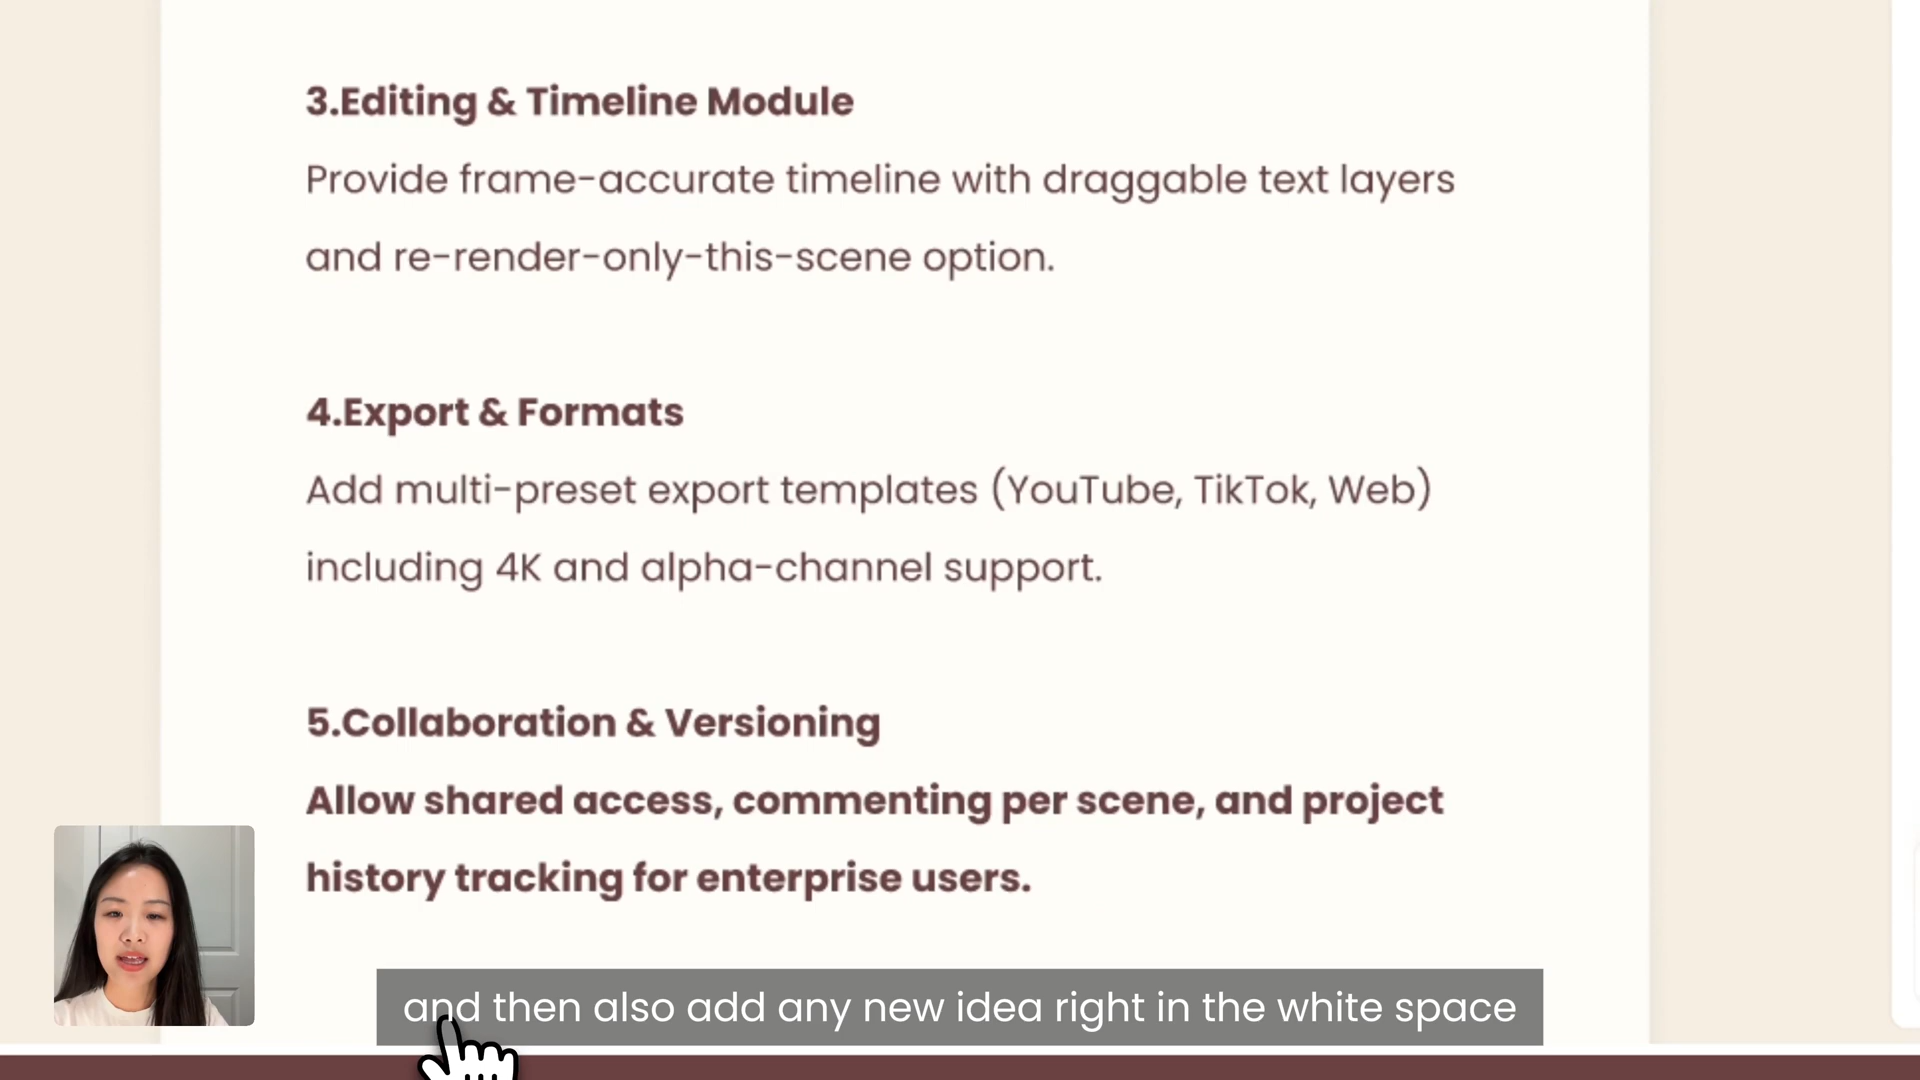 3.Editing & Timeline Module
Provide frame-accurate timeline with draggable text layers
and re-render-only-this-scene option.
4.Export & Formats
Add multi-preset export templates (YouTube, TikTok, Web)
including 4K and alpha-channel support.
5.Collaboration & Versioning
Allow shared access, commenting per scene, and project
history tracking for enterprise users.
and then also add any new idea right in the white space